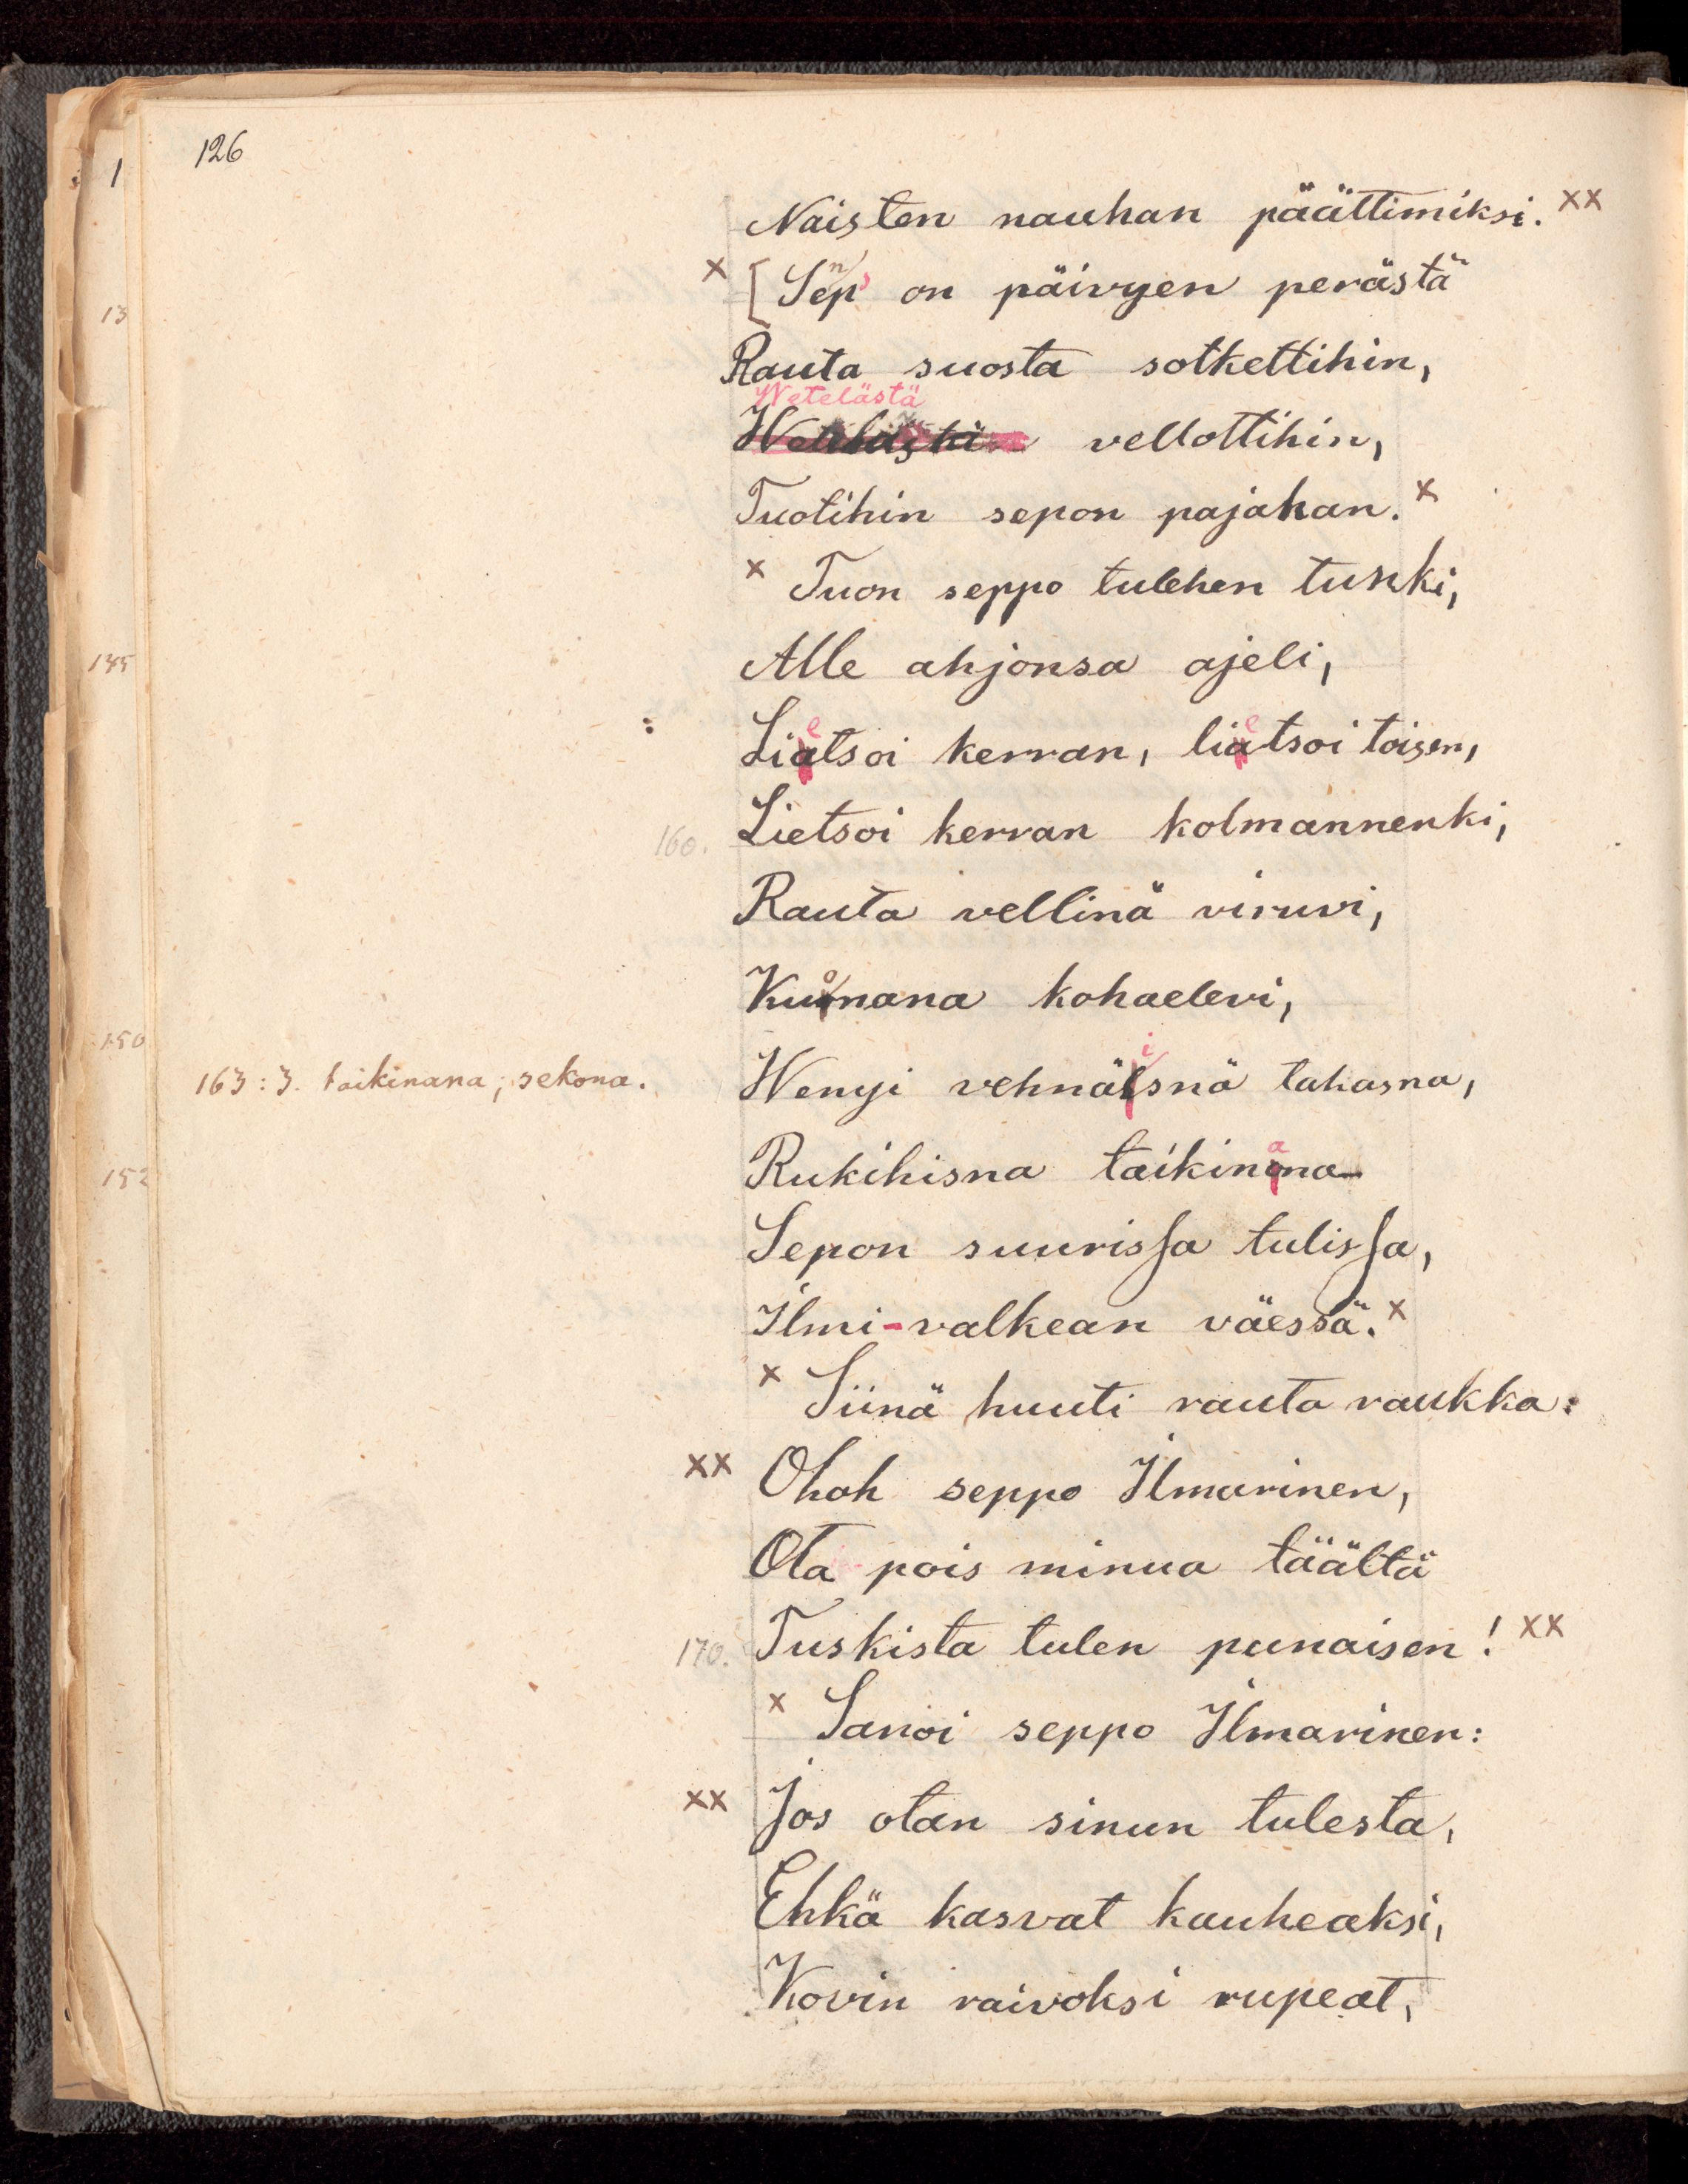 126
Naisten nauhan päättimiksi. xx
x [Sen on päivyen perästä
Rauta suosta sotkettihin,
Wetelästä
vellottihin,
Tuotihin sepon pajahan. x
x Tuon seppo tulehen tunki,
Alle ahjonsa ajeli,
Lietsoi kerran, lietsoi toisen,
160. Lietsoi kerran kolmannenki,
Rauta vellinä viruvi,
Kuonana kohaelevi,
163: 3. taikinana, sekona.
Wenyi vehnäisnä tahasna,
Rukihisna taikinana
Sepon suurissa tulissa,
Ilmi-valkean väessä. x
x Siinä huuti rauta raukka:
xx Ohoh seppo Ilmarinen,
Ota pois minua täältä
170. Tuskista tulen punaisen! xx
x Sanoi seppo Ilmarinen:
xx Jos otan sinun tulesta,
Ehkä kasvat kauheaksi,
Kovin raivoksi rupeat,